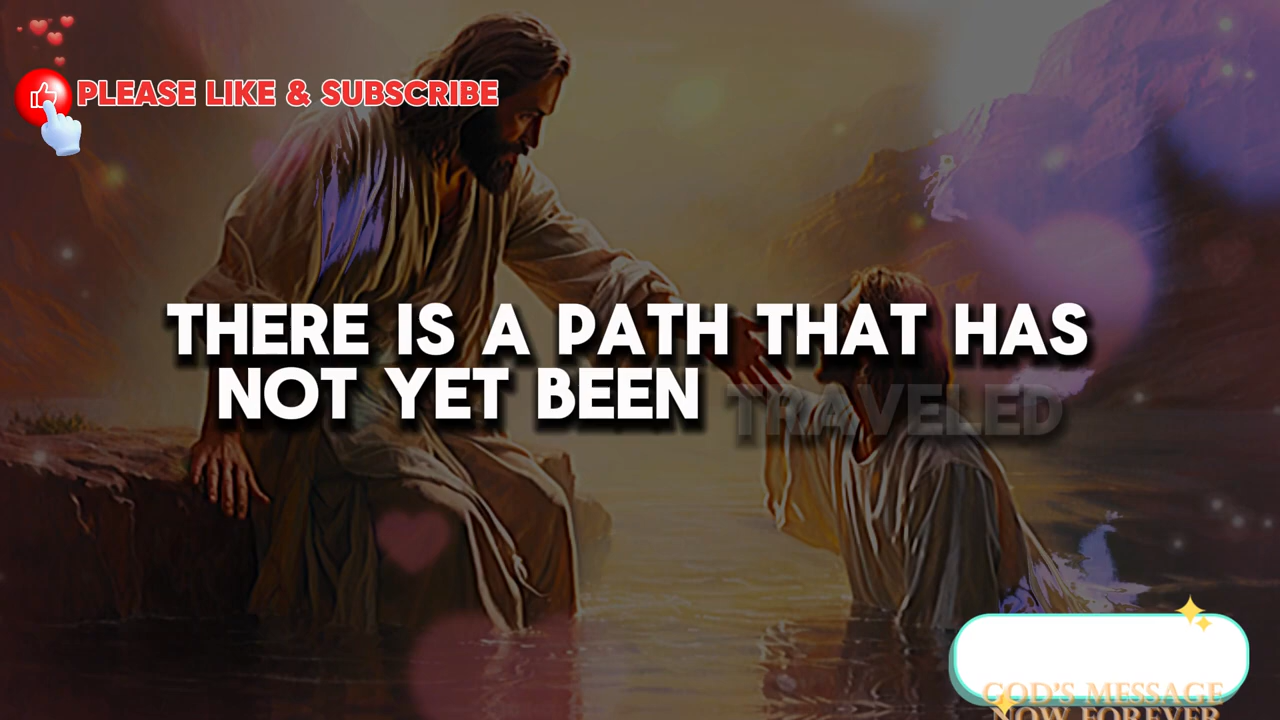 PLEASE LIKE & SUBSCRIBE
THERE IS A PATH THAT HAS
NOT YET BEEN TRAVELED
GOD'S MESSAGE
NOW FOREVER